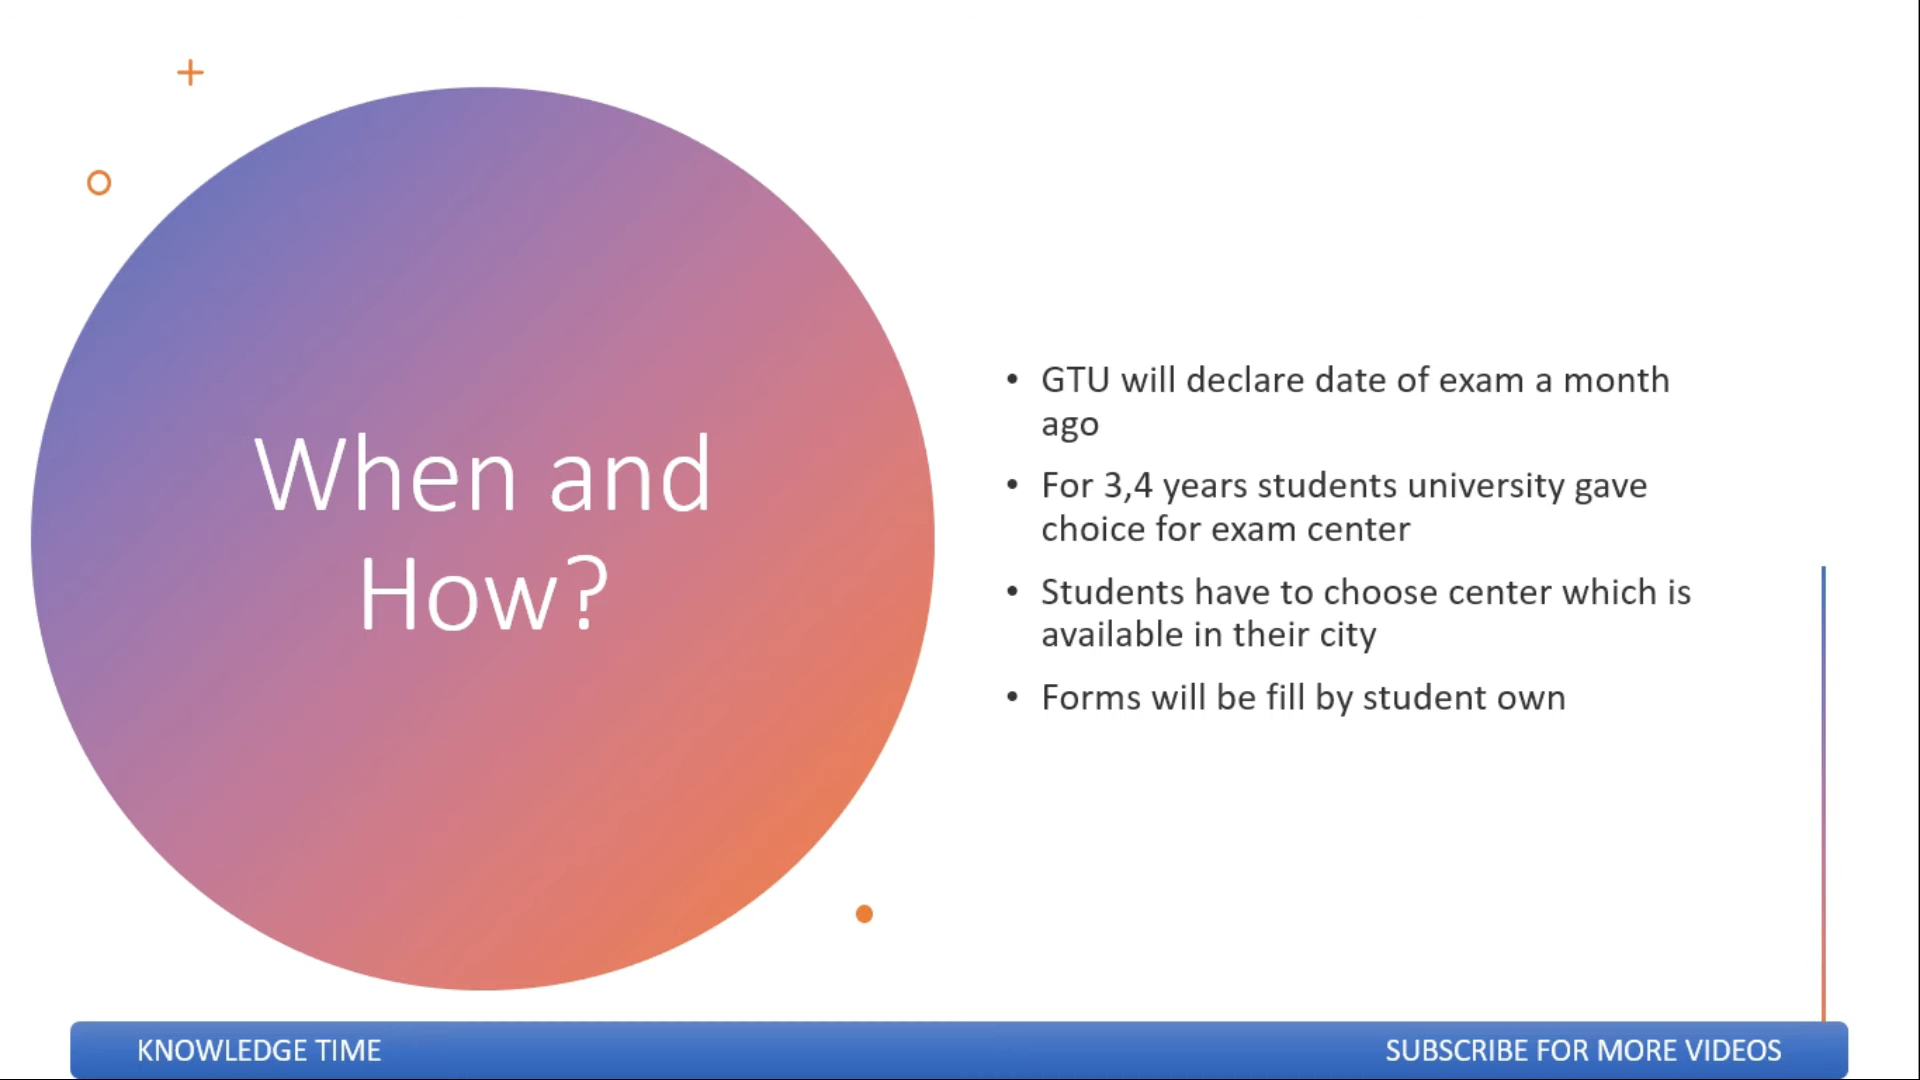 When and
How?
• GTU will declare date of exam a month
ago
• For 3,4 years students university gave
choice for exam center
• Students have to choose center which is
available in their city
• Forms will be fill by student own
KNOWLEDGE TIME
SUBSCRIBE FOR MORE VIDEOS